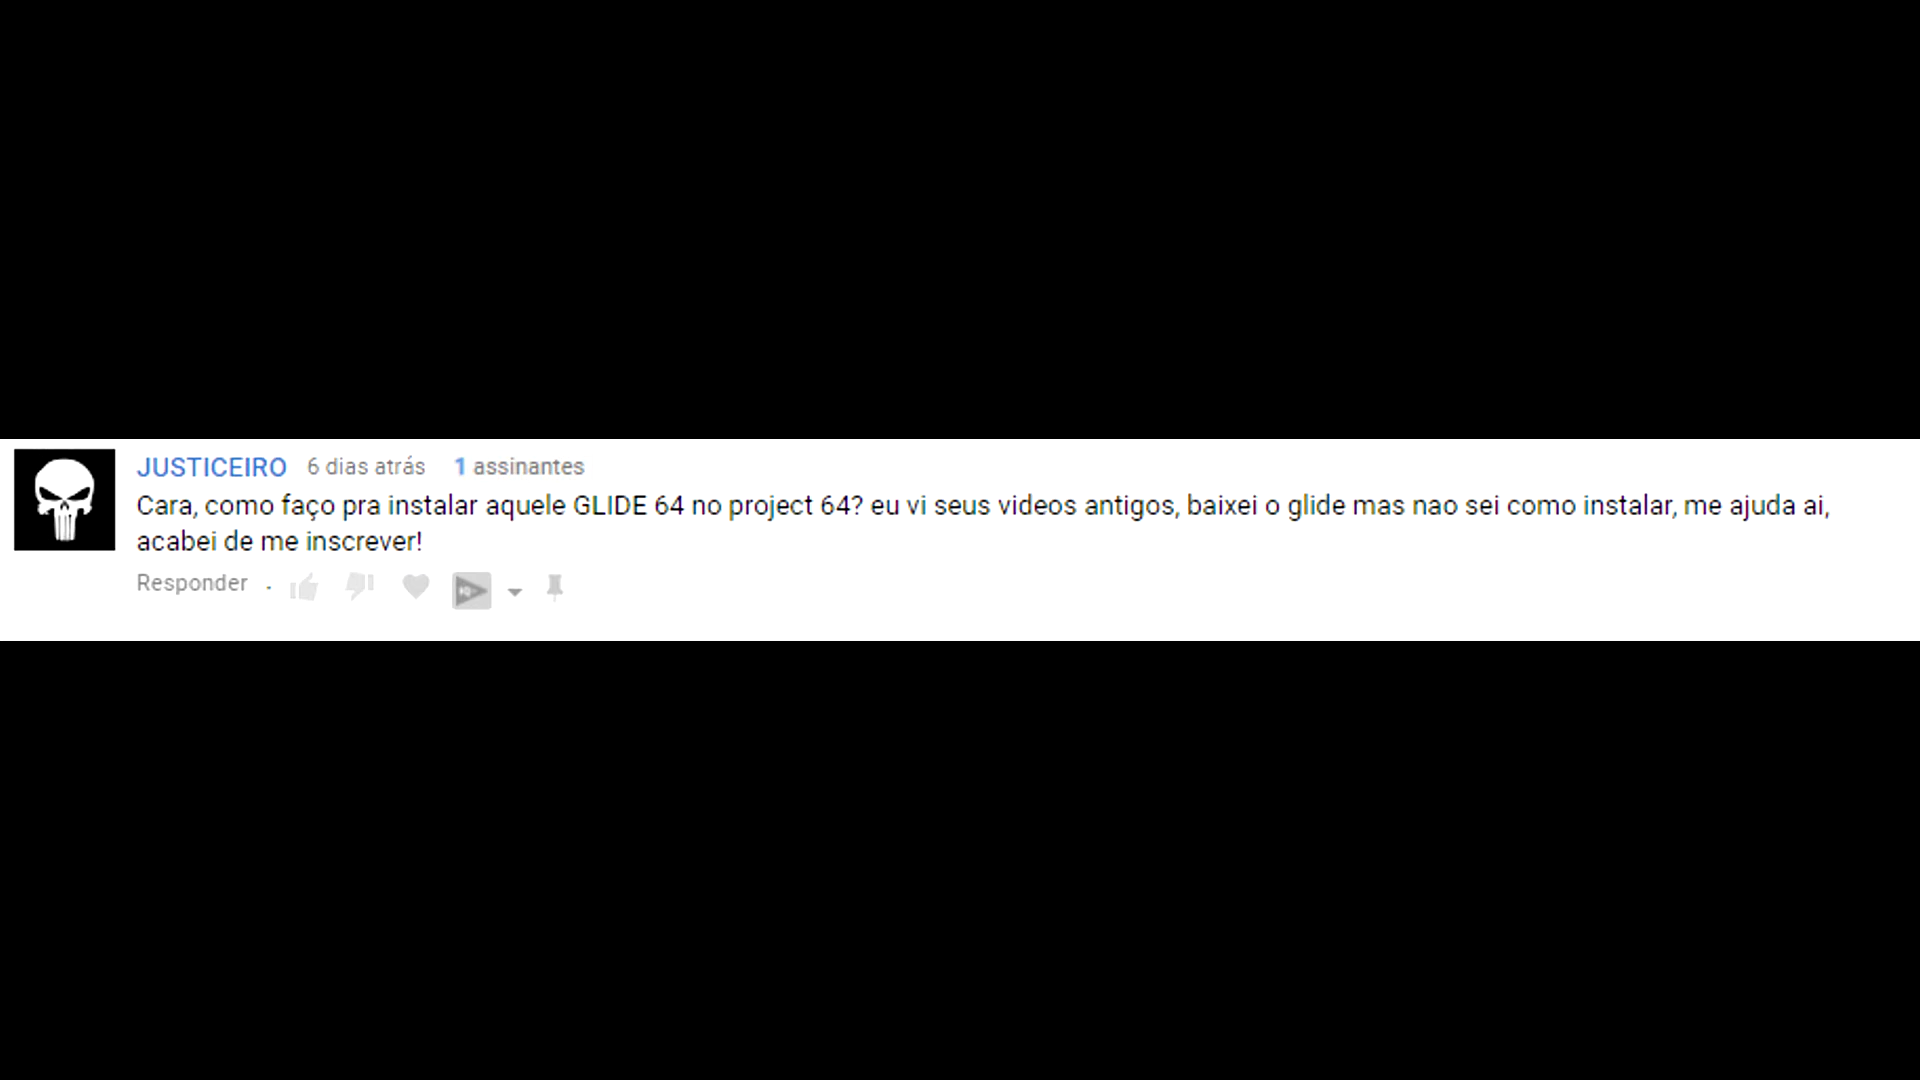 JUSTICEIRO 6 dias atrás 1 assinantes
Cara, como faço pra instalar aquele GLIDE 64 no project 64? eu vi seus videos antigos, baixei o glide mas nao sei como instalar, me ajuda ai,
acabei de me inscrever!
Responder .